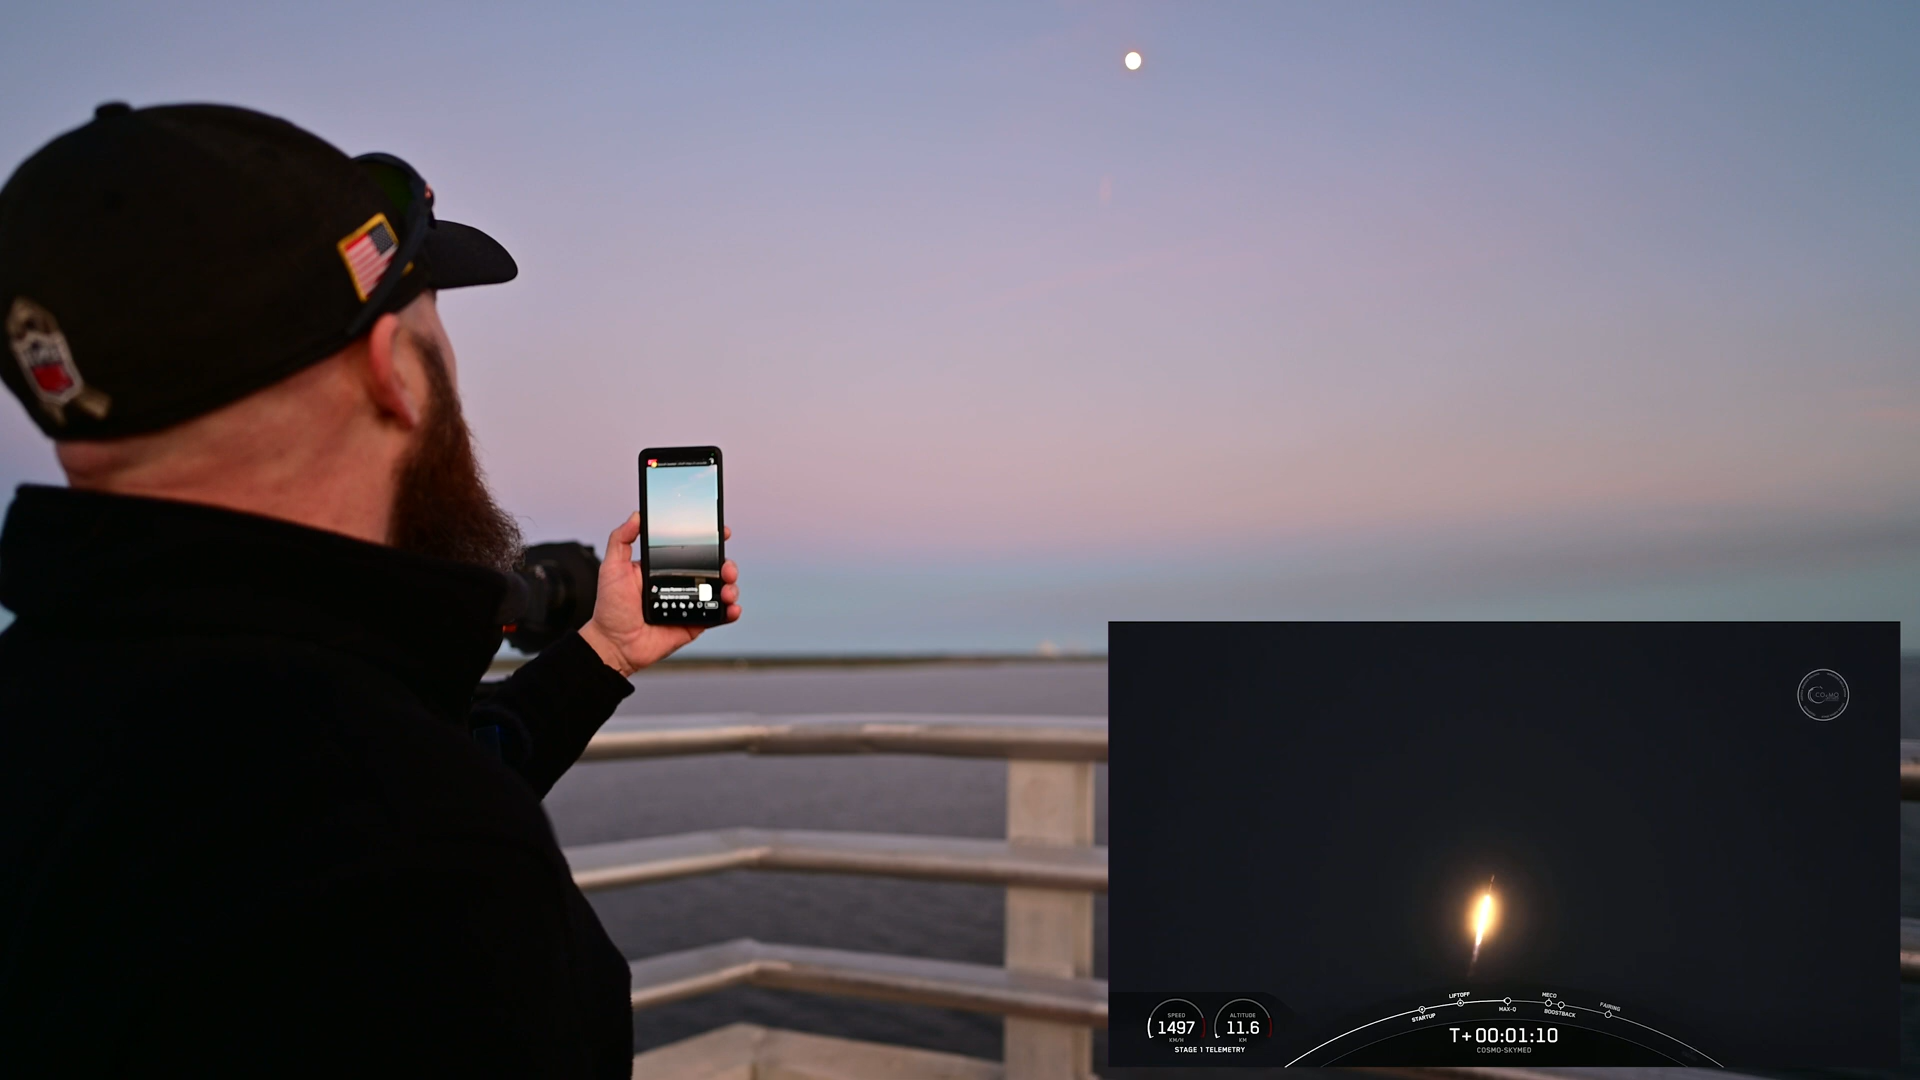 COSMO
LIFTOFF
MECO
STARTUP
MAX-Q
BOOSTBACK
FAIRING
SPEED
1497
KM/H
ALTITUDE
11.6
KM
STAGE 1 TELEMETRY
T+00:01:10
COSMO-SKYMED